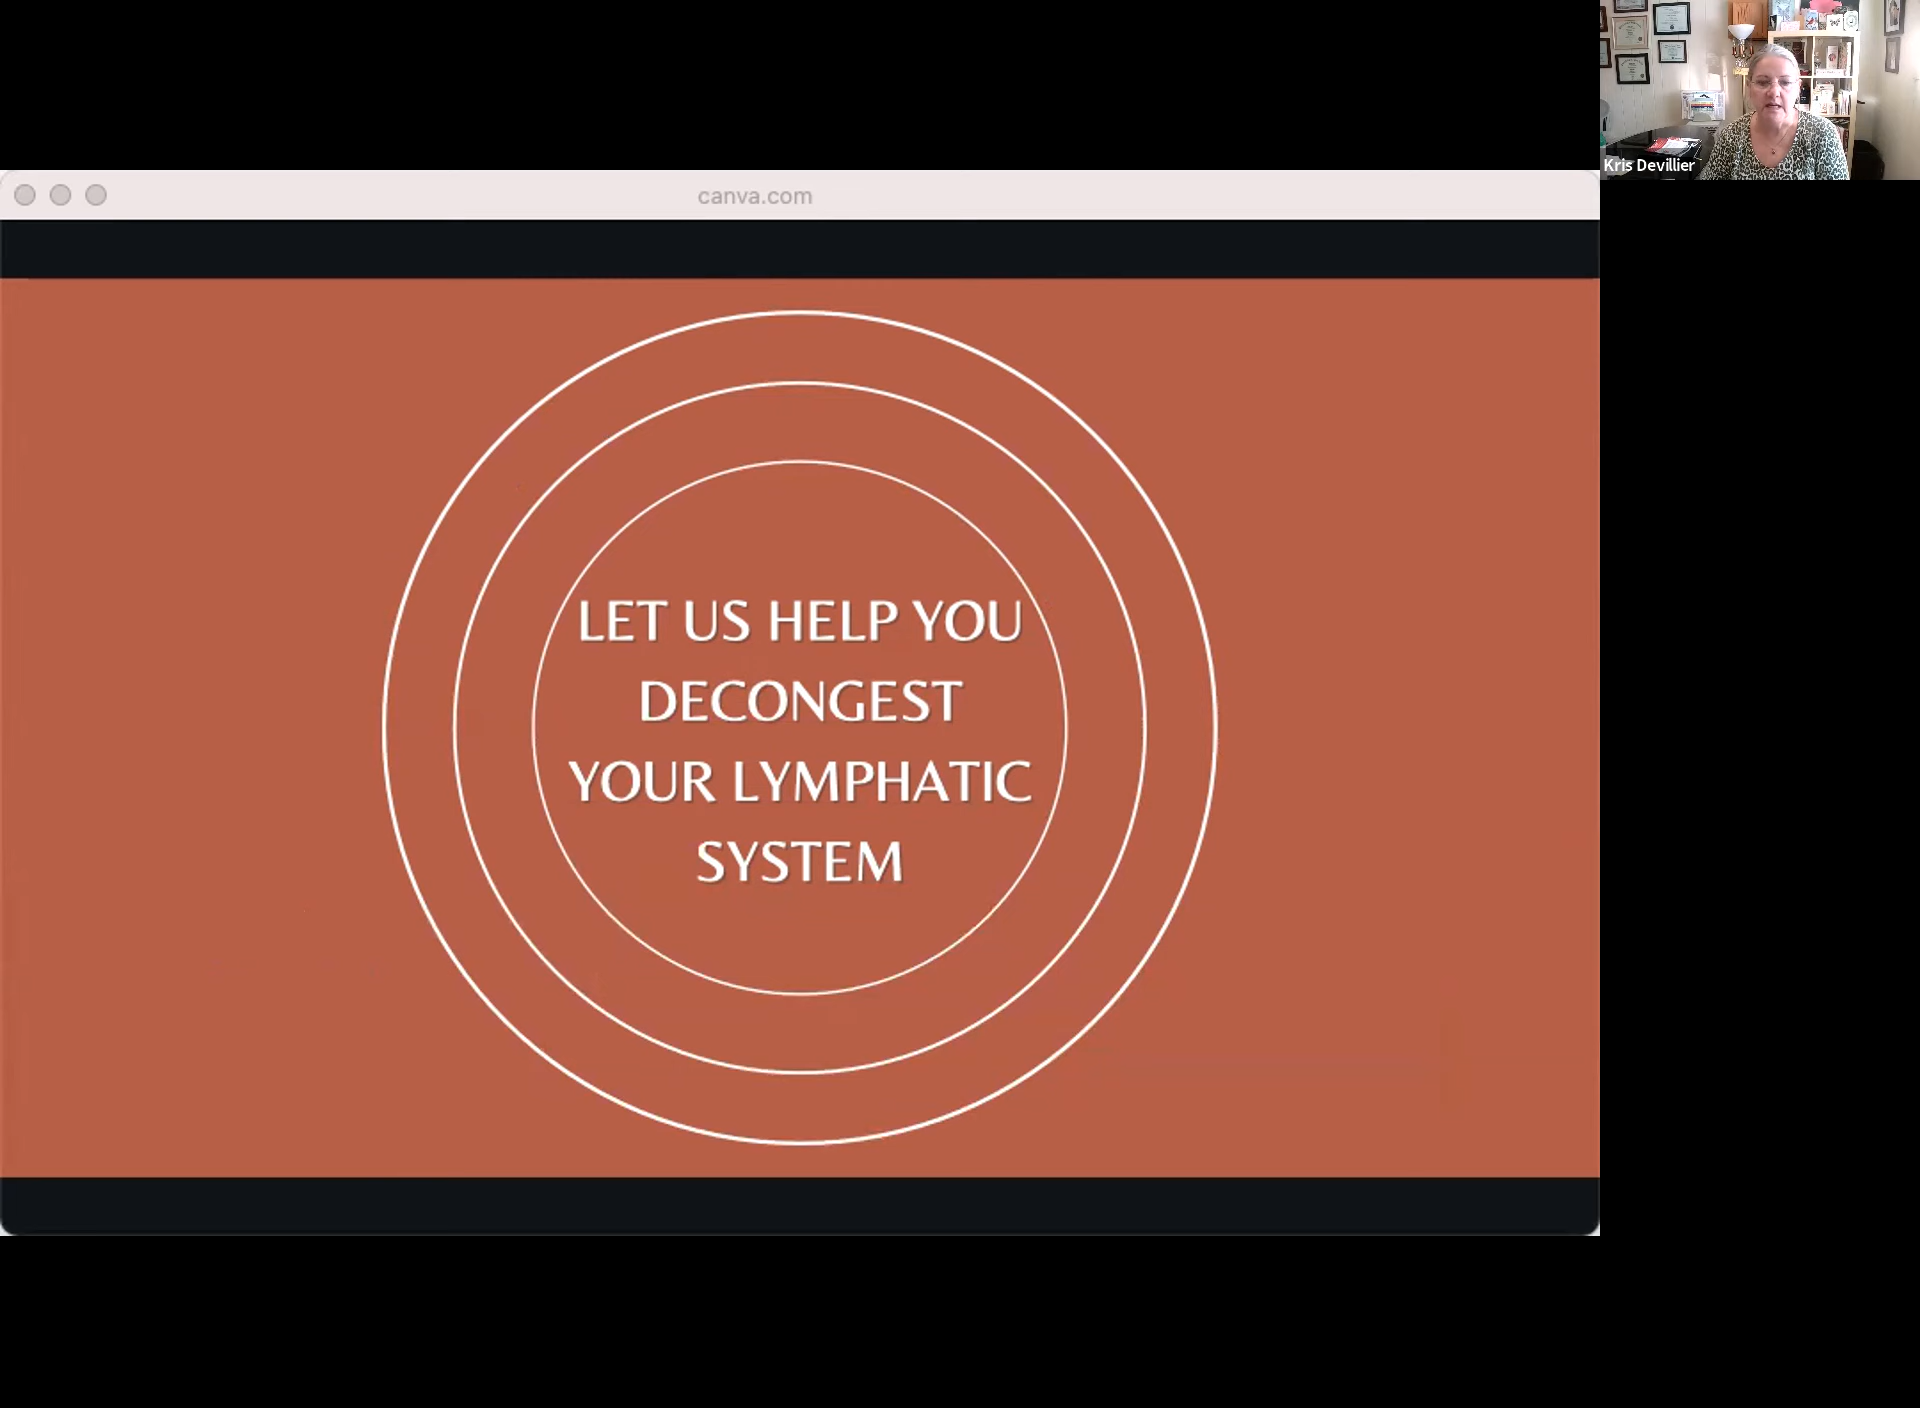 Kris Devillier
canva.com
LET US HELP YOU
DECONGEST
YOUR LYMPHATIC
SYSTEM